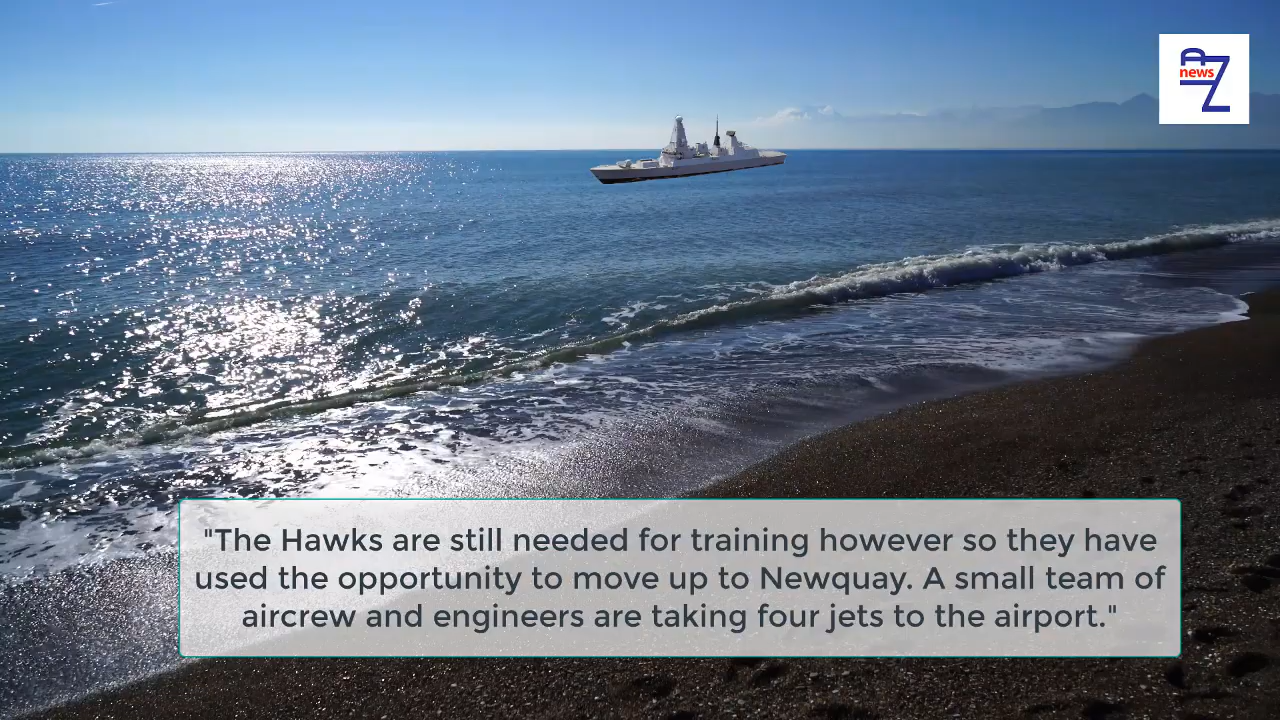 A
news
Z
"The Hawks are still needed for training however so they have
used the opportunity to move up to Newquay. A small team of
aircrew and engineers are taking four jets to the airport."